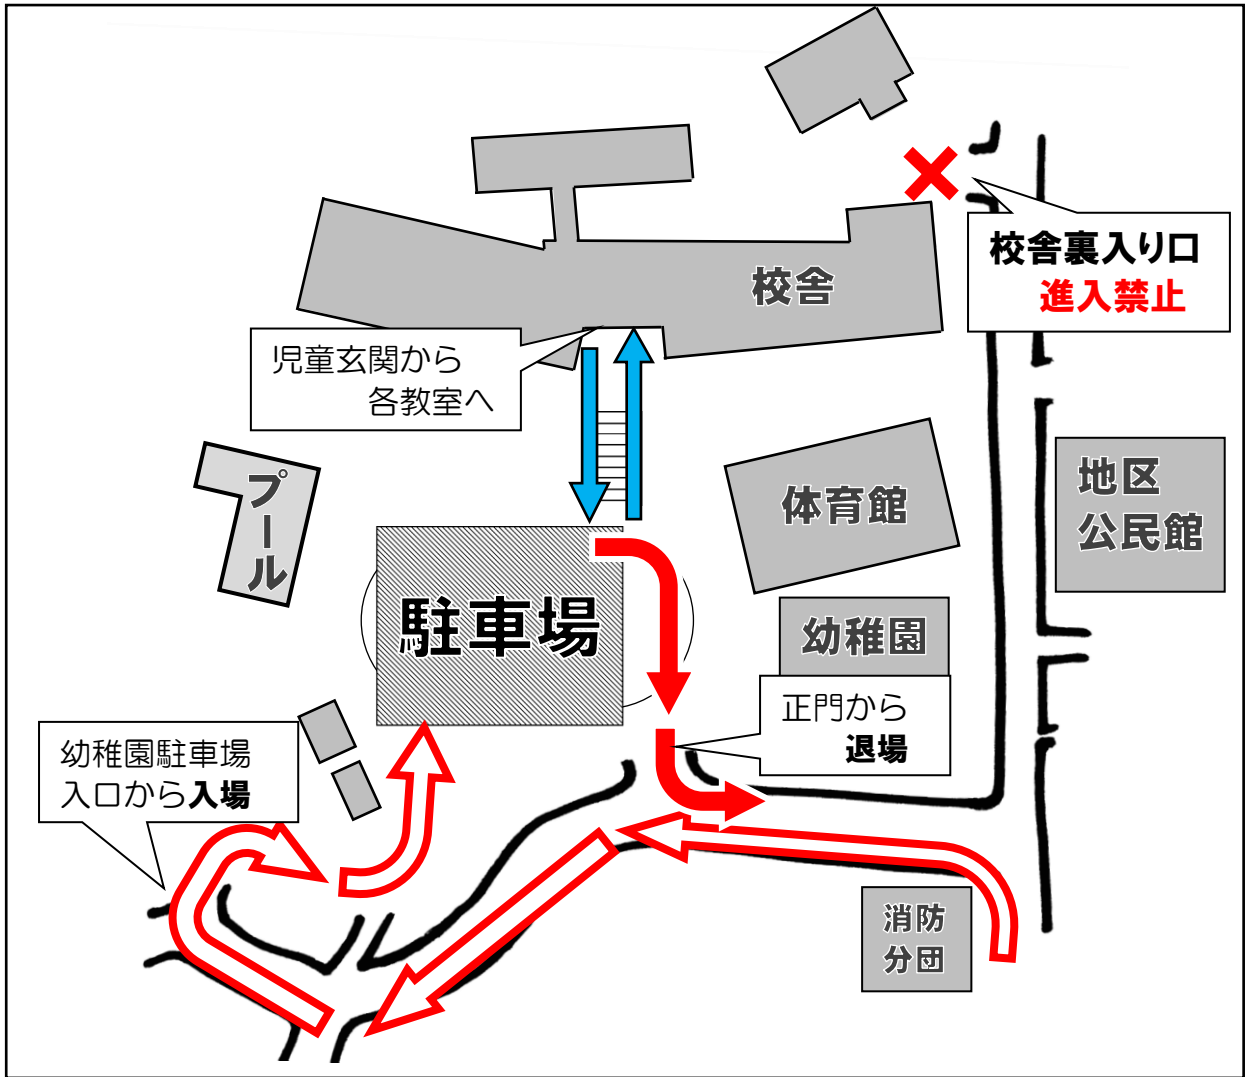 校舎裏入り口
進入禁止
校舎
児童玄関から
各教室へ
プール
体育館
地区
公民館
駐車場
幼稚園
正門から
退場
幼稚園駐車場
入口から入場
消防
分団